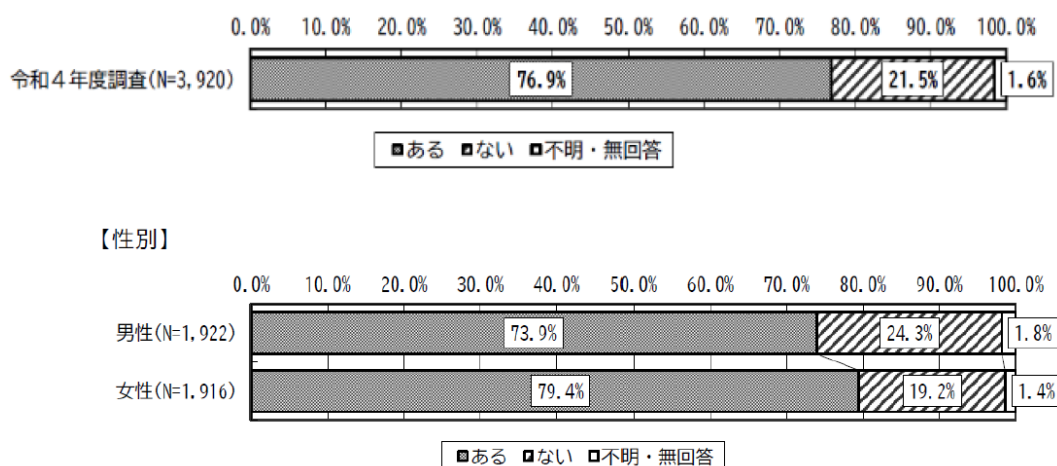 0.0% 10.0% 20.0% 30.0% 40.0% 50.0% 60.0% 70.0% 80.0% 90.0% 100.0%
令和４年度調査(N=3,920) 76.9% 21.5% 1.6%
ある ない 不明・無回答
【性別】
0.0% 10.0% 20.0% 30.0% 40.0% 50.0% 60.0% 70.0% 80.0% 90.0% 100.0%
男性(N=1,922) 73.9% 24.3% 1.8%
女性(N=1,916) 79.4% 19.2% 1.4%
ある ない 不明・無回答